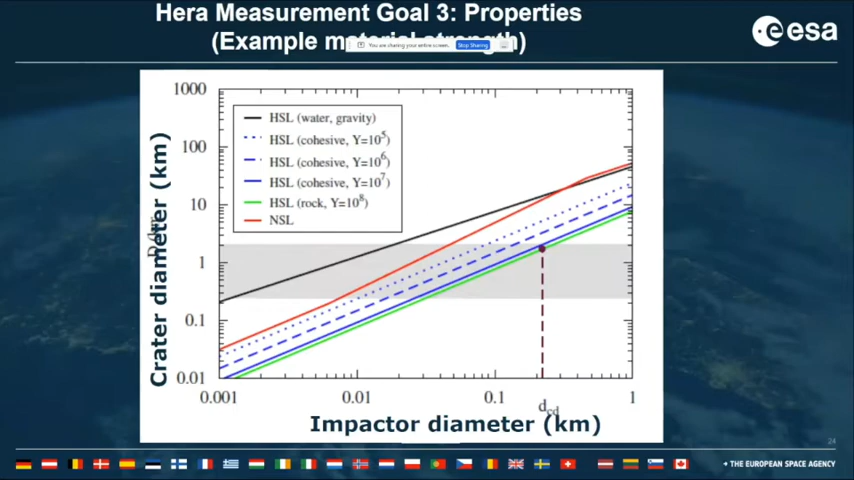 Hera Measurement Goal 3: Properties
(Example material strength)
You are sharing your entire screen. Stop Sharing
esa
1000
100
10
1
0.1
0.01
HSL (water, gravity)
HSL (cohesive, Y=10^5)
HSL (cohesive, Y=10^6)
HSL (cohesive, Y=10^7)
HSL (rock, Y=10^8)
NSL
Crater diameter (km)
0.001 0.01 0.1 1
d_cd
Impactor diameter (km)
24
→ THE EUROPEAN SPACE AGENCY